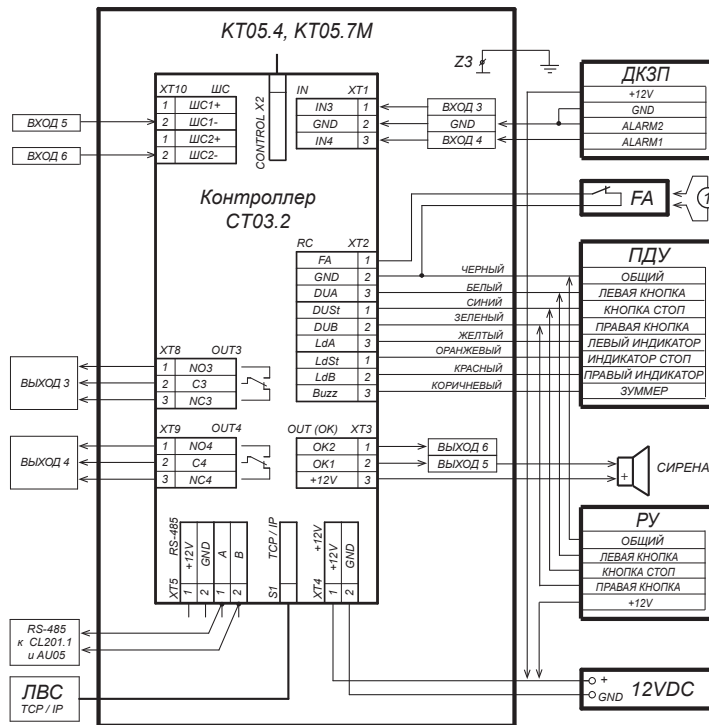 КТ05.4, КТ05.7М
Z3
ДКЗП
+12V
GND
ALARM2
ALARM1
XT10 ШС
1 ШС1+
2 ШС1-
1 ШС2+
2 ШС2-
ВХОД 5
ВХОД 6
CONTROL X2
IN XT1
IN3 1
GND 2
IN4 3
ВХОД 3
GND
ВХОД 4
FA
1
Контроллер
СТ03.2
RC XT2
FA 1
GND 2
DUA 3
DUSt 1
DUB 2
LdA 3
LdSt 1
LdB 2
Buzz 3
ЧЕРНЫЙ
БЕЛЫЙ
СИНИЙ
ЗЕЛЕНЫЙ
ЖЕЛТЫЙ
ОРАНЖЕВЫЙ
КРАСНЫЙ
КОРИЧНЕВЫЙ
ПДУ
ОБЩИЙ
ЛЕВАЯ КНОПКА
КНОПКА СТОП
ПРАВАЯ КНОПКА
ЛЕВЫЙ ИНДИКАТОР
ИНДИКАТОР СТОП
ПРАВЫЙ ИНДИКАТОР
ЗУММЕР
XT8 OUT3
1 NO3
2 C3
3 NC3
ВЫХОД 3
XT9 OUT4
1 NO4
2 C4
3 NC4
ВЫХОД 4
OUT (OK) XT3
OK2 1
OK1 2
+12V 3
ВЫХОД 6
ВЫХОД 5
+
СИРЕНА
РУ
ОБЩИЙ
ЛЕВАЯ КНОПКА
КНОПКА СТОП
ПРАВАЯ КНОПКА
+12V
RS-485
XT5
+12V 1
GND 2
A 1
B 2
TCP / IP
S1
+12V
XT4
+12V 1
GND 2
RS-485
к CL201.1
и AU05
ЛВС
TCP / IP
+
GND
12VDC